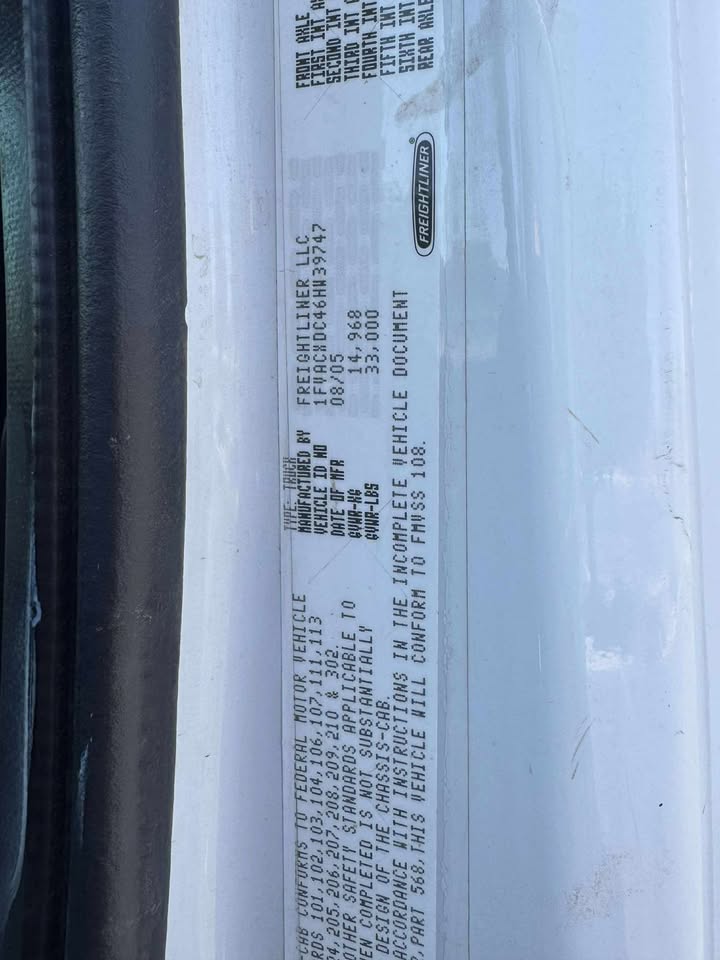 -CAB CONFORMS TO FEDERAL MOTOR VEHICLE
RDS 101,102,103,104,106,107,111,113
04,205,206,207,208,209,210 & 302.
OTHER SAFETY STANDARDS APPLICABLE TO
EN COMPLETED IS NOT SUBSTANTIALLY
DESIGN OF THE CHASSIS-CAB.
ACCORDANCE WITH INSTRUCTIONS IN THE INCOMPLETE VEHICLE DOCUMENT
,PART 568.THIS VEHICLE WILL CONFORM TO FMVSS 108.
TYPE: TRUCK
MANUFACTURED BY FREIGHTLINER LLC
VEHICLE ID NO 1FVACXDC46HW39747
DATE OF MFR 08/05
GVWR-KG 14,968
GVWR-LBS 33,000
FREIGHTLINER®
FRONT AXLE
FIRST INT A
SECOND INT
THIRD INT A
FOURTH INT
FIFTH INT
SIXTH INT
REAR AXLE